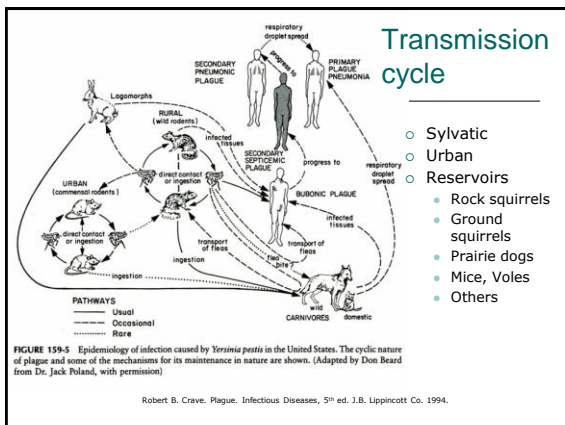 Transmission
cycle
Sylvatic
Urban
Reservoirs
Rock squirrels
Ground
squirrels
Prairie dogs
Mice, Voles
Others
respiratory
droplet spread
SECONDARY
PNEUMONIC
PLAGUE
progress to
PRIMARY
PLAGUE
PNEUMONIA
Lagomorphs
RURAL
(wild rodents)
infected
tissues
SECONDARY
SEPTICEMIC
PLAGUE
direct contact
or ingestion
progress to
respiratory
droplet
spread
URBAN
(commensal rodents)
BUBONIC PLAGUE
direct contact
or ingestion
infected
tissues
transport
of fleas
transport of
fleas
flea
bite?
ingestion
ingestion
wild
domestic
CARNIVORES
PATHWAYS
Usual
Occasional
Rare
FIGURE 159-5 Epidemiology of infection caused by Yersinia pestis in the United States. The cyclic nature
of plague and some of the mechanisms for its maintenance in nature are shown. (Adapted by Don Beard
from Dr. Jack Poland, with permission)
Robert B. Crave. Plague. Infectious Diseases, 5th ed. J.B. Lippincott Co. 1994.